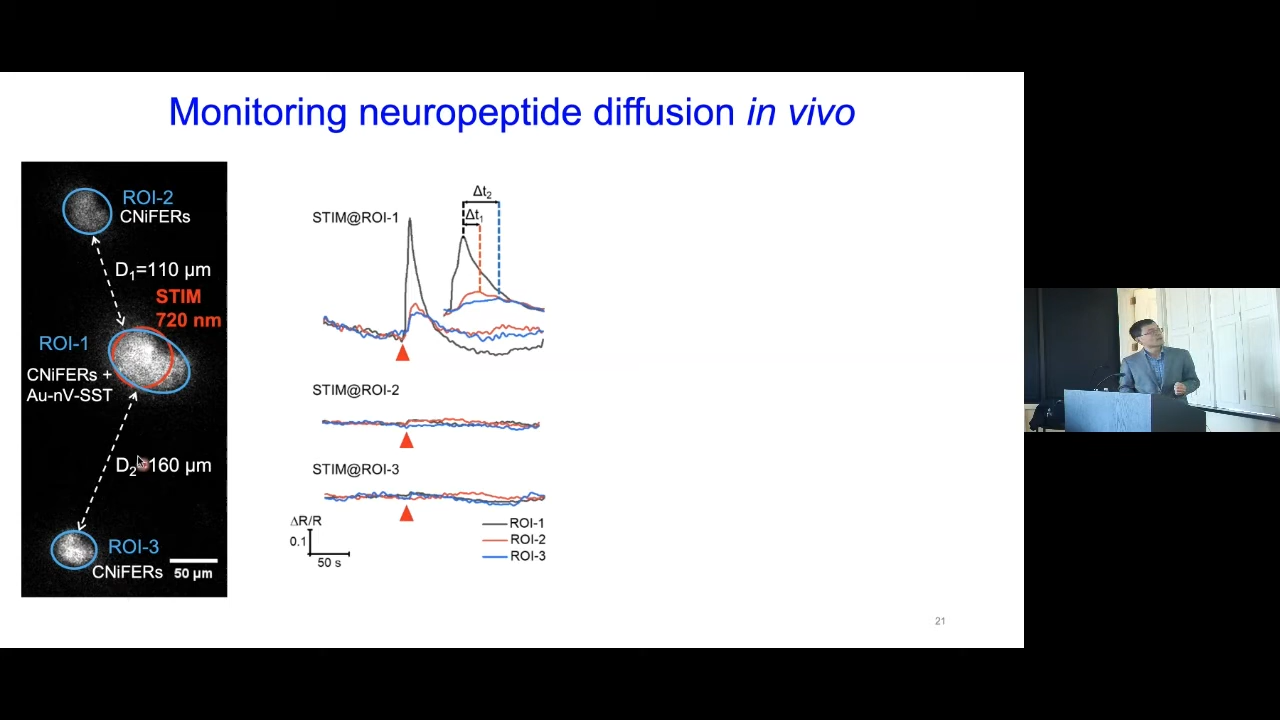 Monitoring neuropeptide diffusion in vivo
ROI-2
CNiFERs
D₁=110 µm
STIM
720 nm
ROI-1
CNiFERs +
Au-nV-SST
D₂=160 µm
ROI-3
CNiFERs
50 µm
STIM@ROI-1
Δt₂
Δt₁
STIM@ROI-2
STIM@ROI-3
ΔR/R
0.1
50 s
ROI-1
ROI-2
ROI-3
21